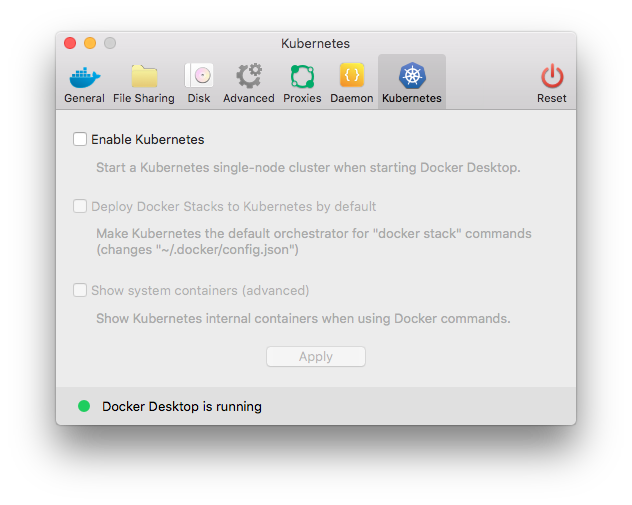 Kubernetes
General
File Sharing
Disk
Advanced
Proxies
Daemon
Kubernetes
Reset
Enable Kubernetes
Start a Kubernetes single-node cluster when starting Docker Desktop.
Deploy Docker Stacks to Kubernetes by default
Make Kubernetes the default orchestrator for "docker stack" commands
(changes "~/.docker/config.json")
Show system containers (advanced)
Show Kubernetes internal containers when using Docker commands.
Apply
Docker Desktop is running